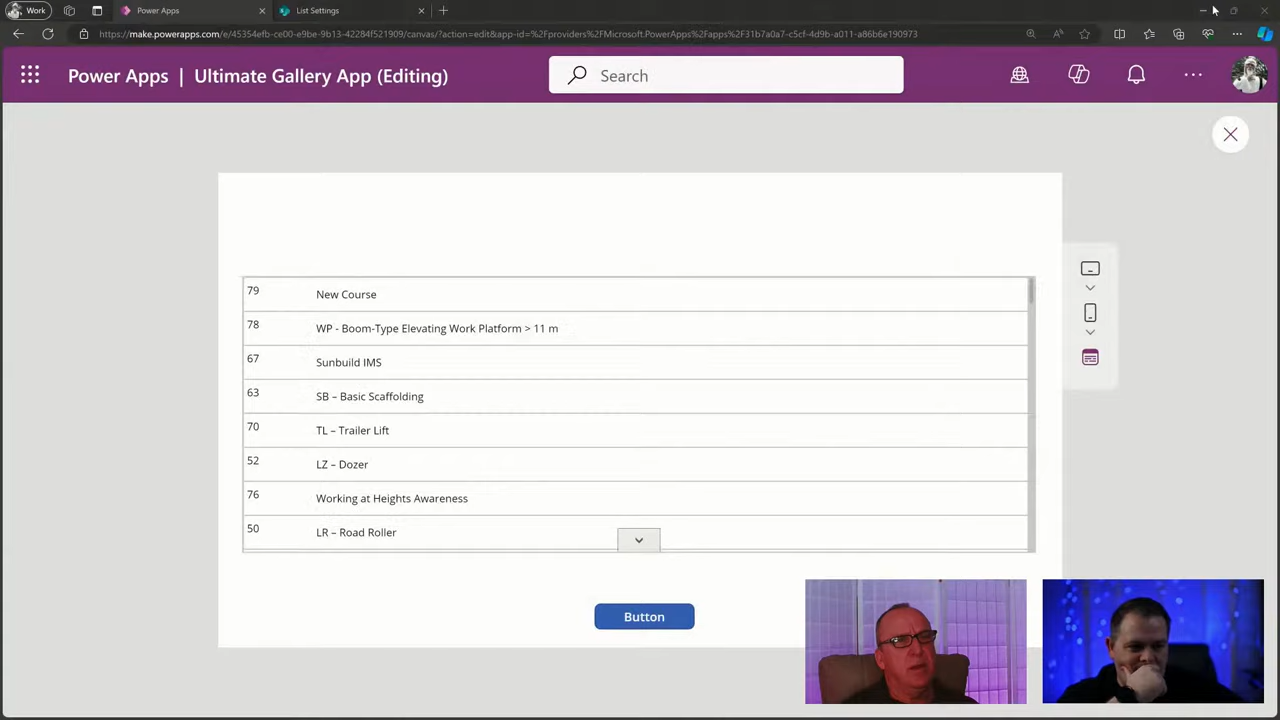 Work
Power Apps
List Settings
https://make.powerapps.com/e/45354efb-ce00-e9be-9b13-42284f521909/canvas/?action=edit&app-id=%2Fproviders%2FMicrosoft.PowerApps%2Fapps%2F31b7a0a7-c5cf-4d9b-a011-a86b6e190973
Power Apps | Ultimate Gallery App (Editing)
Search
79 New Course
78 WP - Boom-Type Elevating Work Platform > 11 m
67 Sunbuild IMS
63 SB – Basic Scaffolding
70 TL – Trailer Lift
52 LZ – Dozer
76 Working at Heights Awareness
50 LR – Road Roller
Button